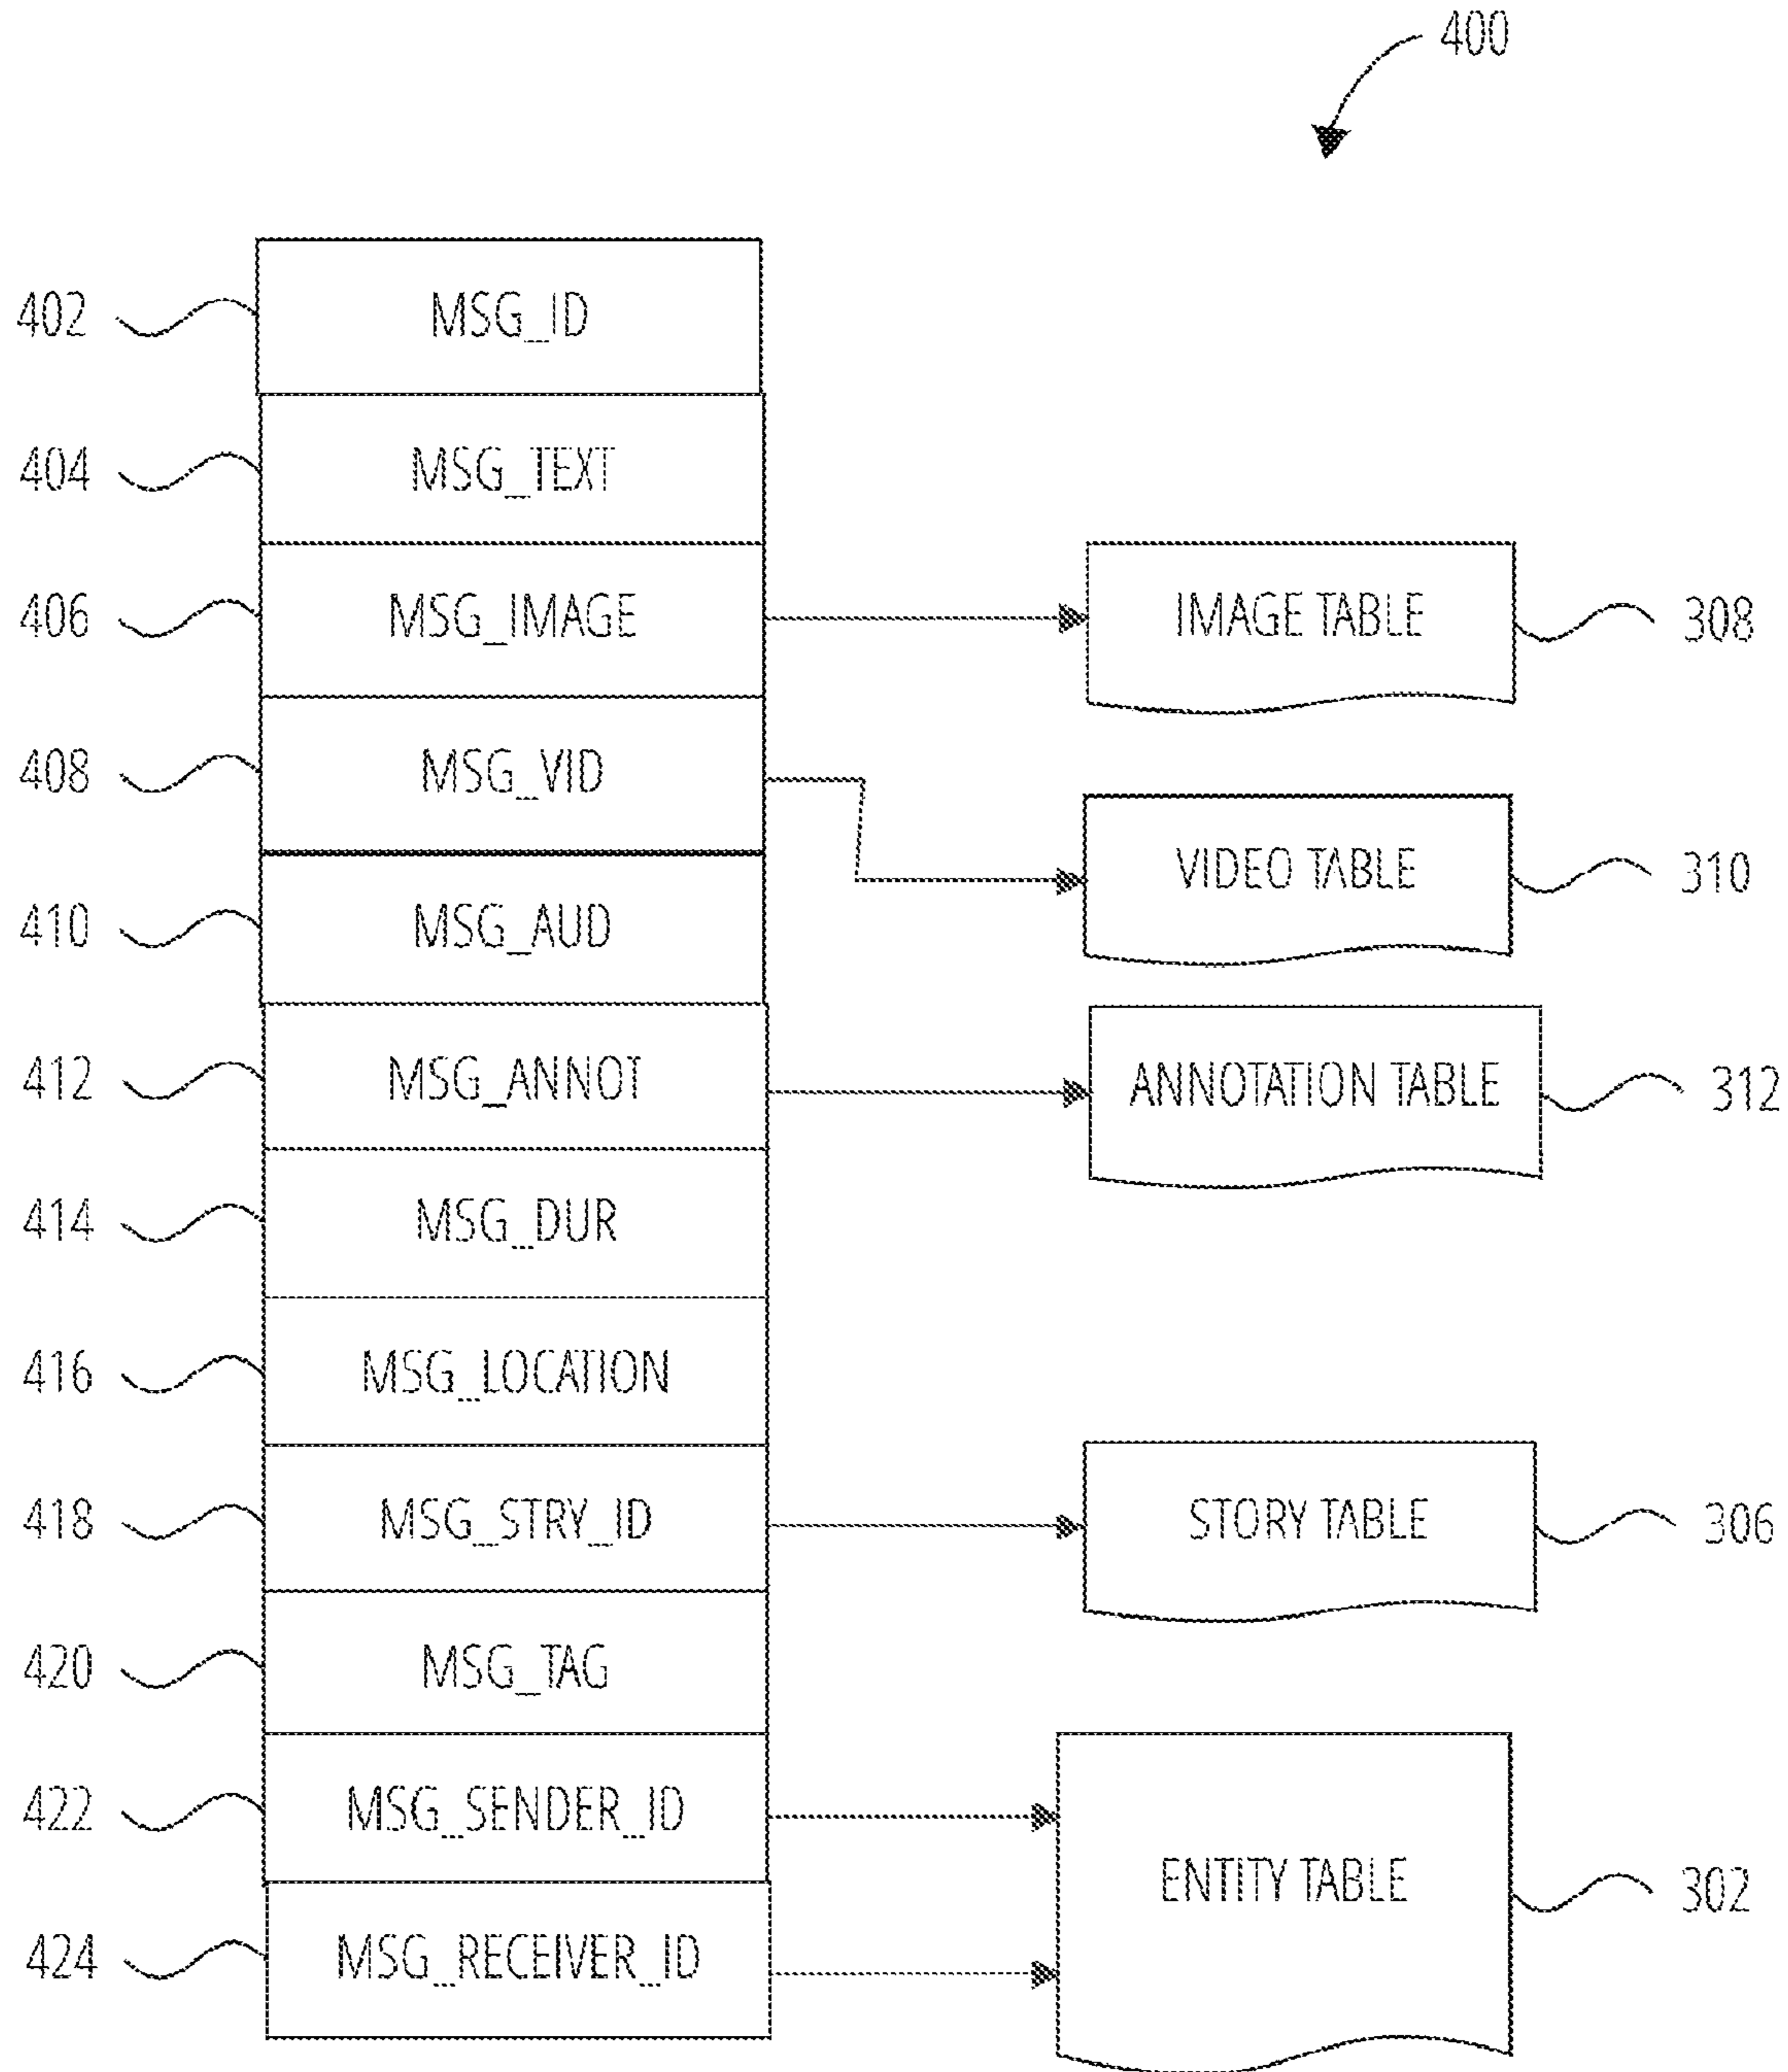 400
402 MSG_ID
404 MSG_TEXT
406 MSG_IMAGE IMAGE TABLE 308
408 MSG_VID
VIDEO TABLE 310
410 MSG_AUD
412 MSG_ANNOT ANNOTATION TABLE 312
414 MSG_DUR
416 MSG_LOCATION
418 MSG_STRY_ID STORY TABLE 306
420 MSG_TAG
422 MSG_SENDER_ID
ENTITY TABLE 302
424 MSG_RECEIVER_ID